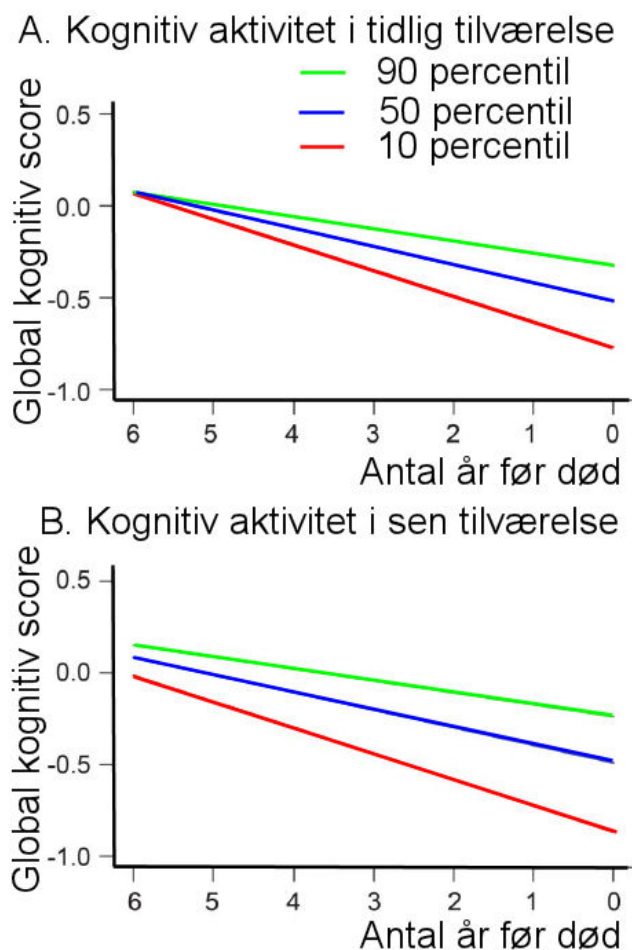 A. Kognitiv aktivitet i tidlig tilværelse
90 percentil
50 percentil
10 percentil
Global kognitiv score
0.5
0.0
-0.5
-1.0
6 5 4 3 2 1 0
Antal år før død
B. Kognitiv aktivitet i sen tilværelse
Global kognitiv score
0.5
0.0
-0.5
-1.0
6 5 4 3 2 1 0
Antal år før død